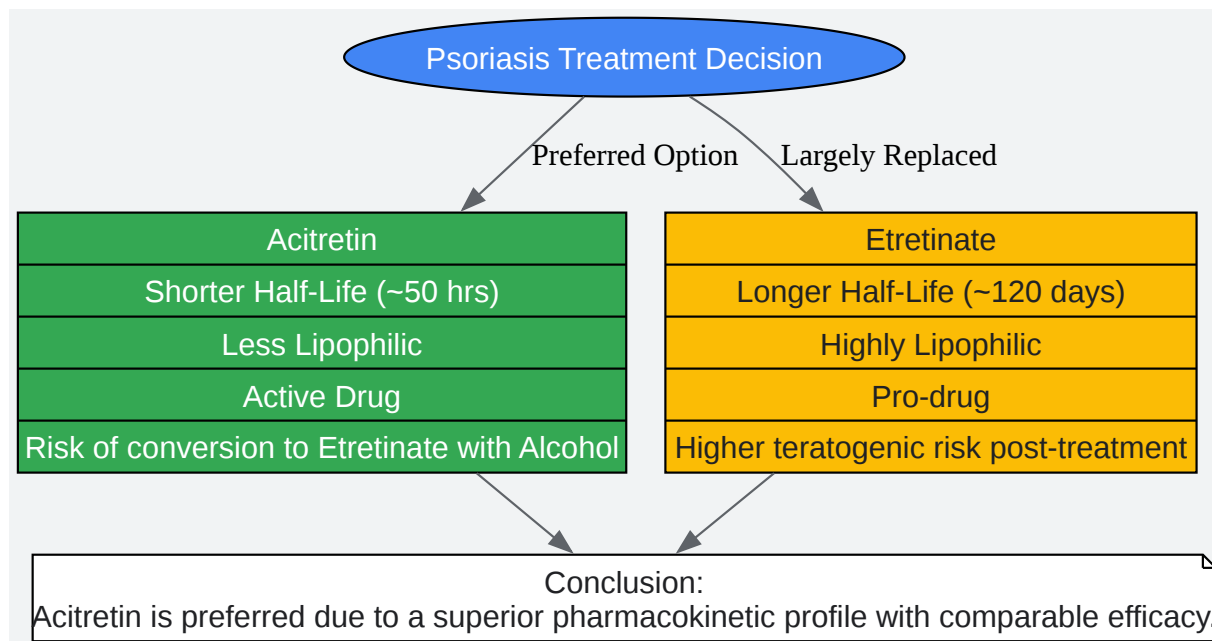 Psoriasis Treatment Decision
Preferred Option
Largely Replaced
Acitretin
Shorter Half-Life (~50 hrs)
Less Lipophilic
Active Drug
Risk of conversion to Etretinate with Alcohol
Etretinate
Longer Half-Life (~120 days)
Highly Lipophilic
Pro-drug
Higher teratogenic risk post-treatment
Conclusion:
Acitretin is preferred due to a superior pharmacokinetic profile with comparable efficacy.